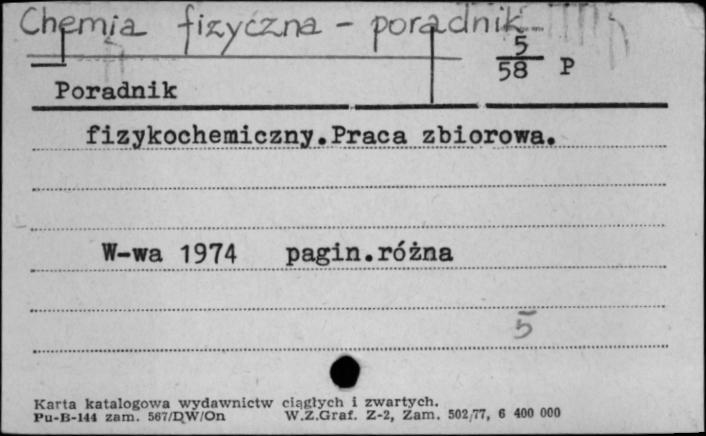 Chemia fizyczna - poradnik
5
58 P
Poradnik
fizykochemiczny.Praca zbiorowa.
W-wa 1974 pagin.różna
5
Karta katalogowa wydawnictw ciągłych i zwartych.
Pu-B-144 zam. 567/DW/On W.Z.Graf. Z-2, Zam. 502/77, 6 400 000